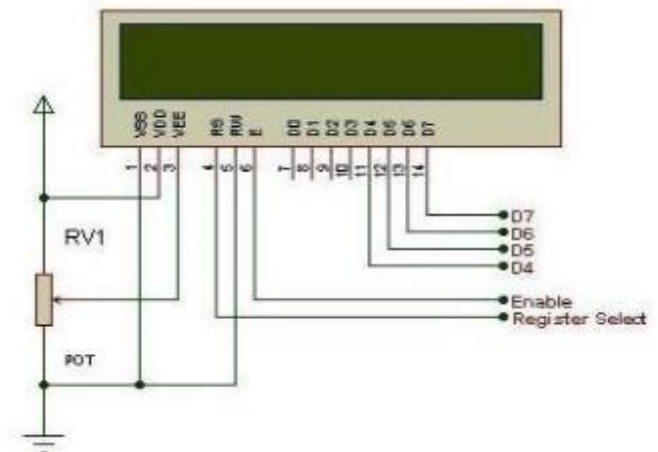 VSS VDD VEE RS RW E D0 D1 D2 D3 D4 D5 D6 D7
1 2 3 4 5 6 7 8 9 10 11 12 13 14
D7
RV1
D6
D5
D4
Enable
Register Select
POT